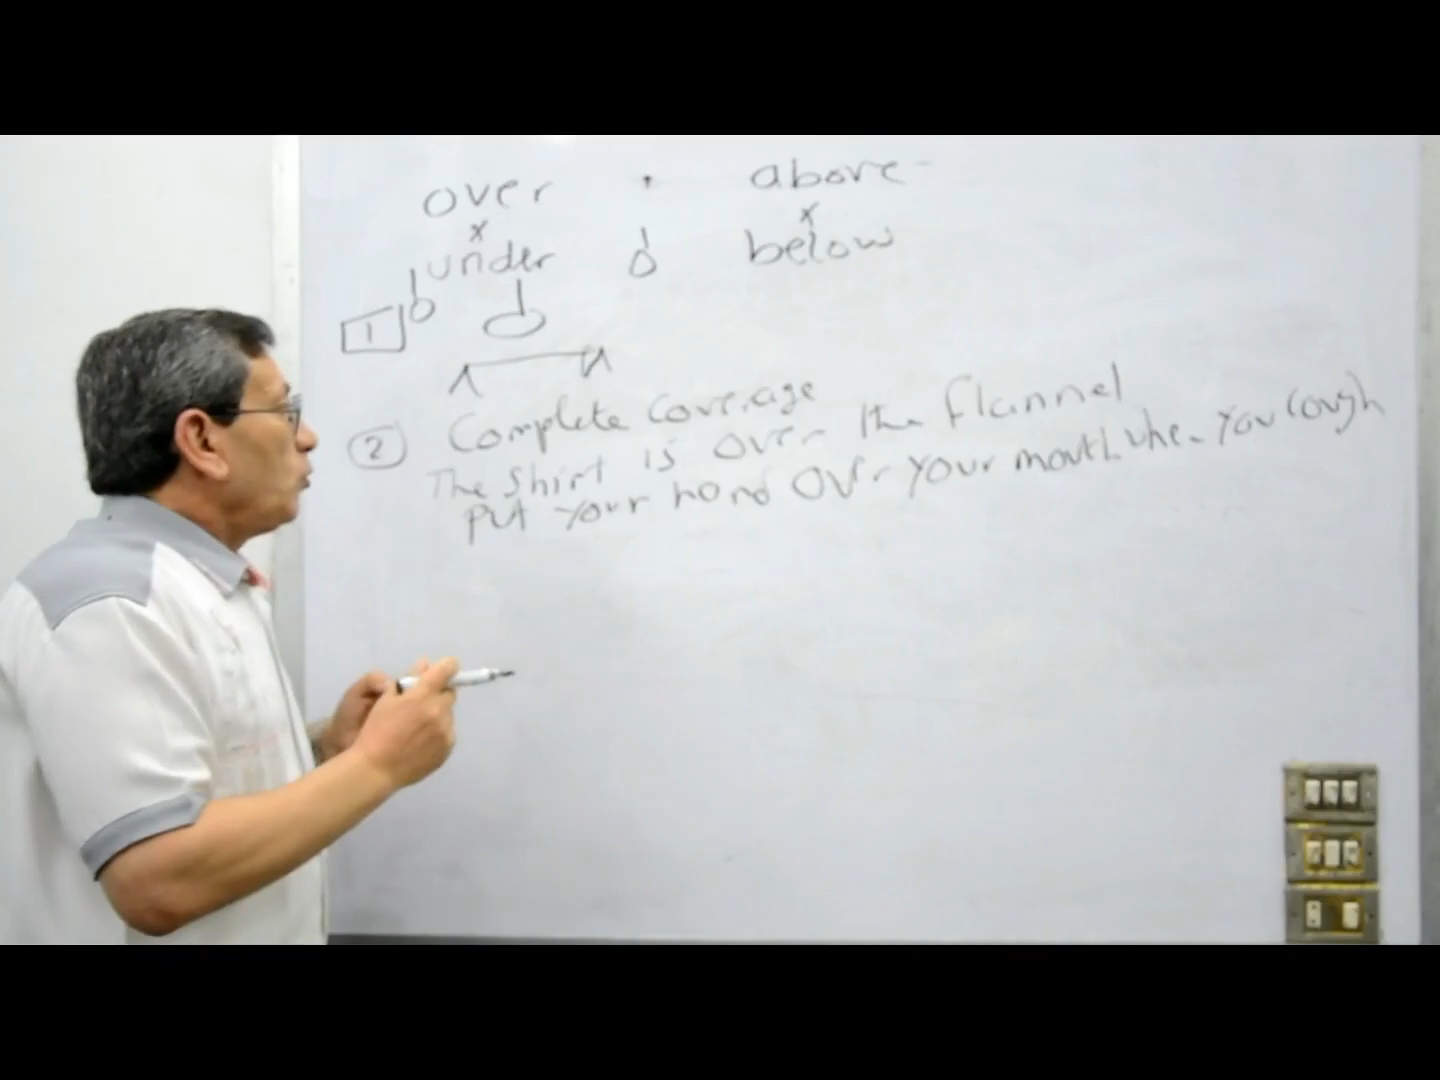 over above
x x
under below
1
2 Complete Coverage
The Shirt is over the flannel
Put your hand over your mouth when you cough